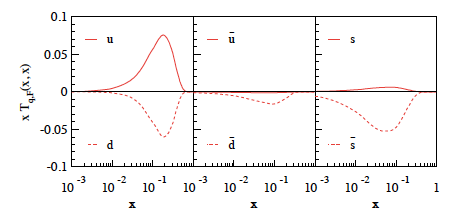 0.1
0.05
0
-0.05
-0.1
x T_{q,F}(x, x)
u
d
ū
d̄
s
s̄
10^{-3} 10^{-2} 10^{-1} 10^{-3} 10^{-2} 10^{-1} 10^{-3} 10^{-2} 10^{-1} 1
x x x